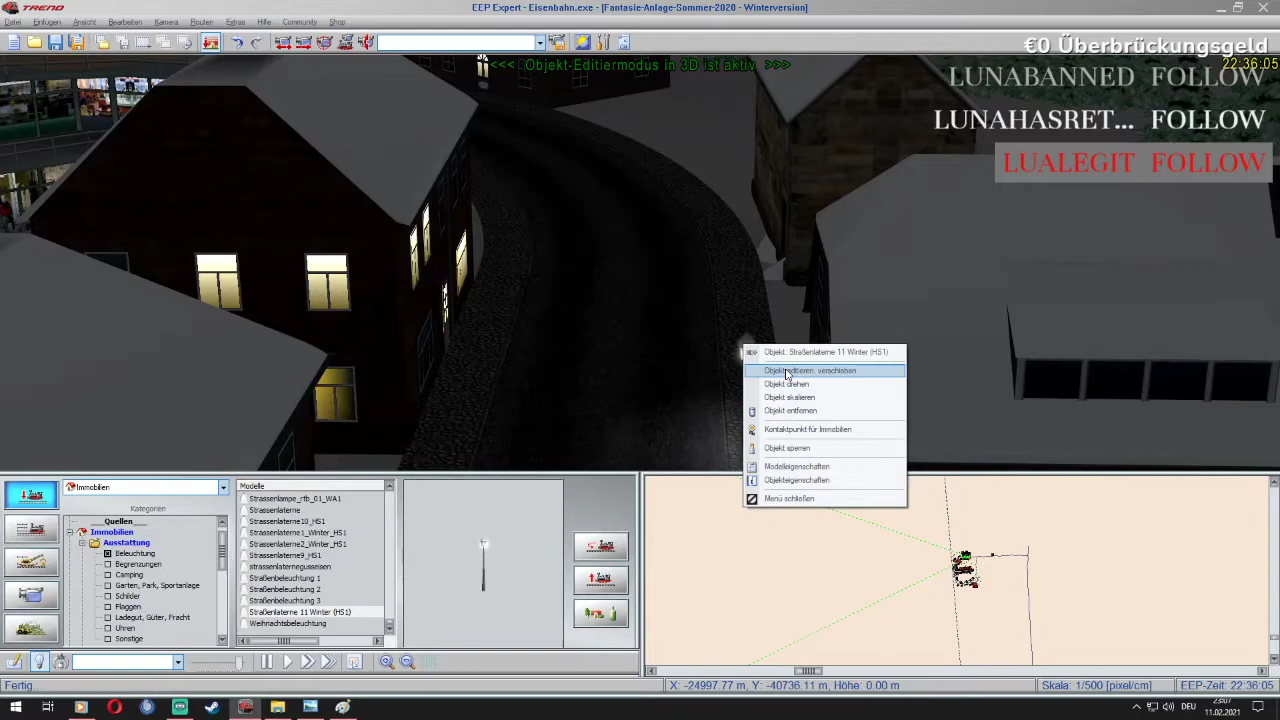 TREND
EEP Expert - Eisenbahn.exe - [Fantasie-Anlage-Sommer-2020 - Winterversion)
Datei Einfügen Ansicht Bearbeiten Kamera Routen Extras Hilfe Community Shop
€0 Überbrückungsgeld
<<< Objekt-Editiermodus in 3D ist aktiv >>>
22:36:05
LUNABANNED FOLLOW
LUNAHASRET... FOLLOW
LUALEGIT FOLLOW
Objekt: Straßenlaterne 11 Winter (HS1)
Objekt editieren, verschieben
Objekt drehen
Objekt skalieren
Objekt entfernen
Kontaktpunkt für Immobilien
Objekt sperren
Modelleigenschaften
Objekteigenschaften
Menü schließen
Immobilien
Kategorien
__Quellen__
Immobilien
Ausstattung
Beleuchtung
Begrenzungen
Camping
Garten, Park, Sportanlage
Schilder
Flaggen
Ladegut, Güter, Fracht
Uhren
Sonstige
Modelle
Strassenlampe_rtb_01_WA1
Strassenlaterne
Strassenlaterne10_HS1
Strassenlaterne1_Winter_HS1
Strassenlaterne2_Winter_HS1
Strassenlaterne9_HS1
strassenlaternegusseisen
Straßenbeleuchtung 1
Straßenbeleuchtung 2
Straßenbeleuchtung 3
Straßenlaterne 11 Winter (HS1)
Weihnachtsbeleuchtung
Fertig.
X: -24997.77 m, Y: -40736.11 m, Höhe: 0.00 m
Skala: 1/500 [pixel/cm]
EEP-Zeit: 22:36:05
DEU
23:07
11.02.2021